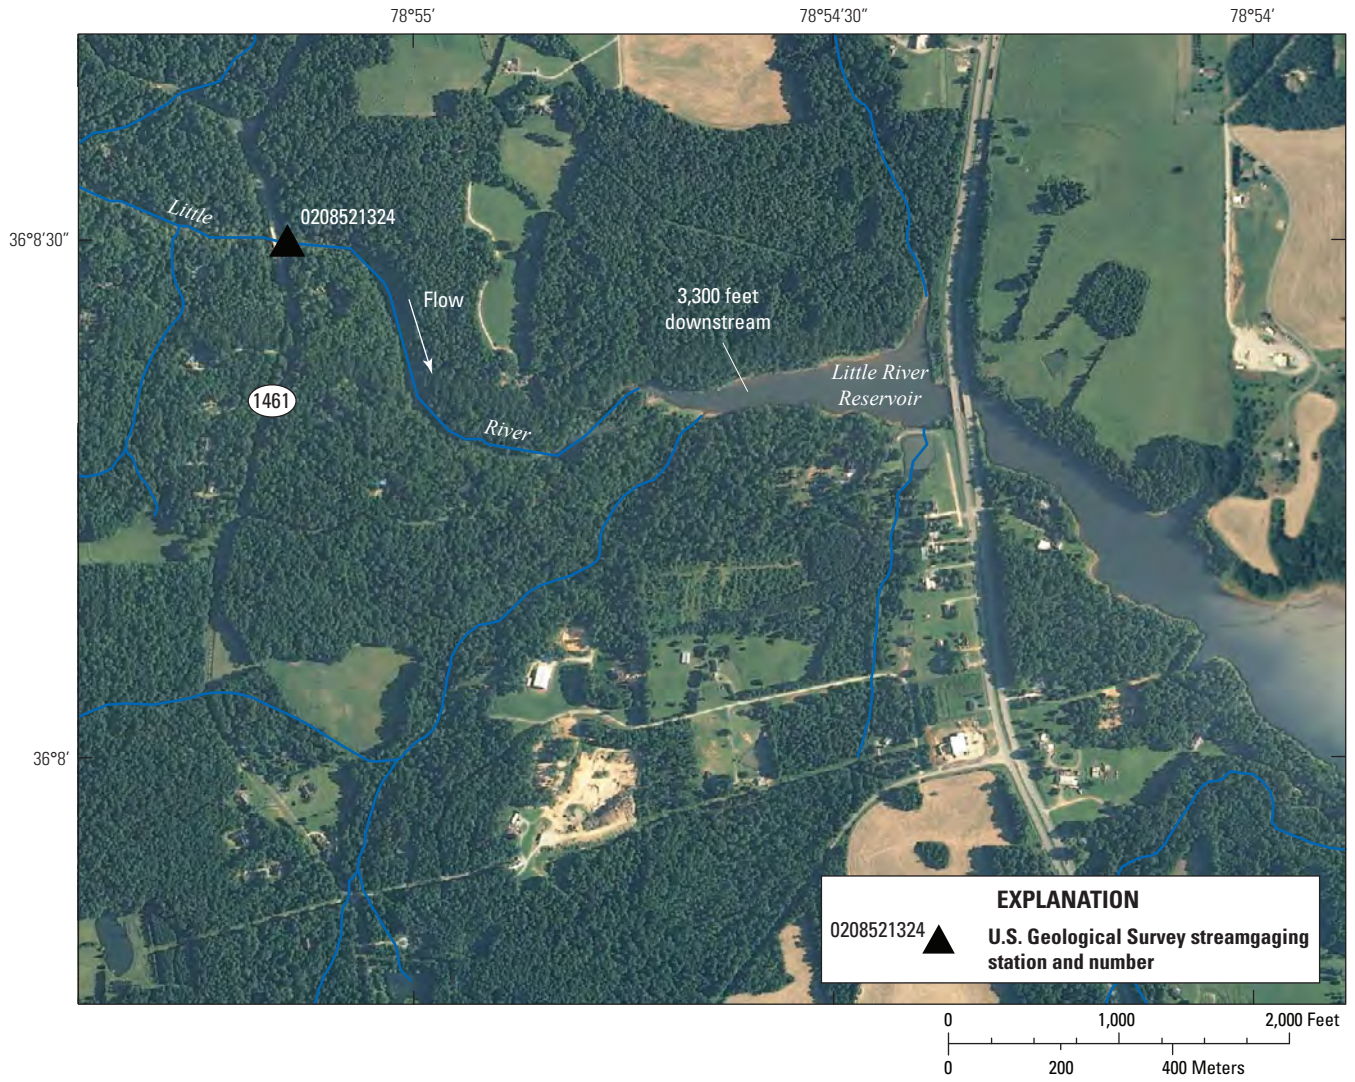 78°55′
78°54′30″
78°54′
Little
0208521324
36°8′30″
Flow
3,300 feet
downstream
Little River
Reservoir
1461
River
36°8′
EXPLANATION
0208521324
U.S. Geological Survey streamgaging
station and number
0 1,000 2,000 Feet
0 200 400 Meters